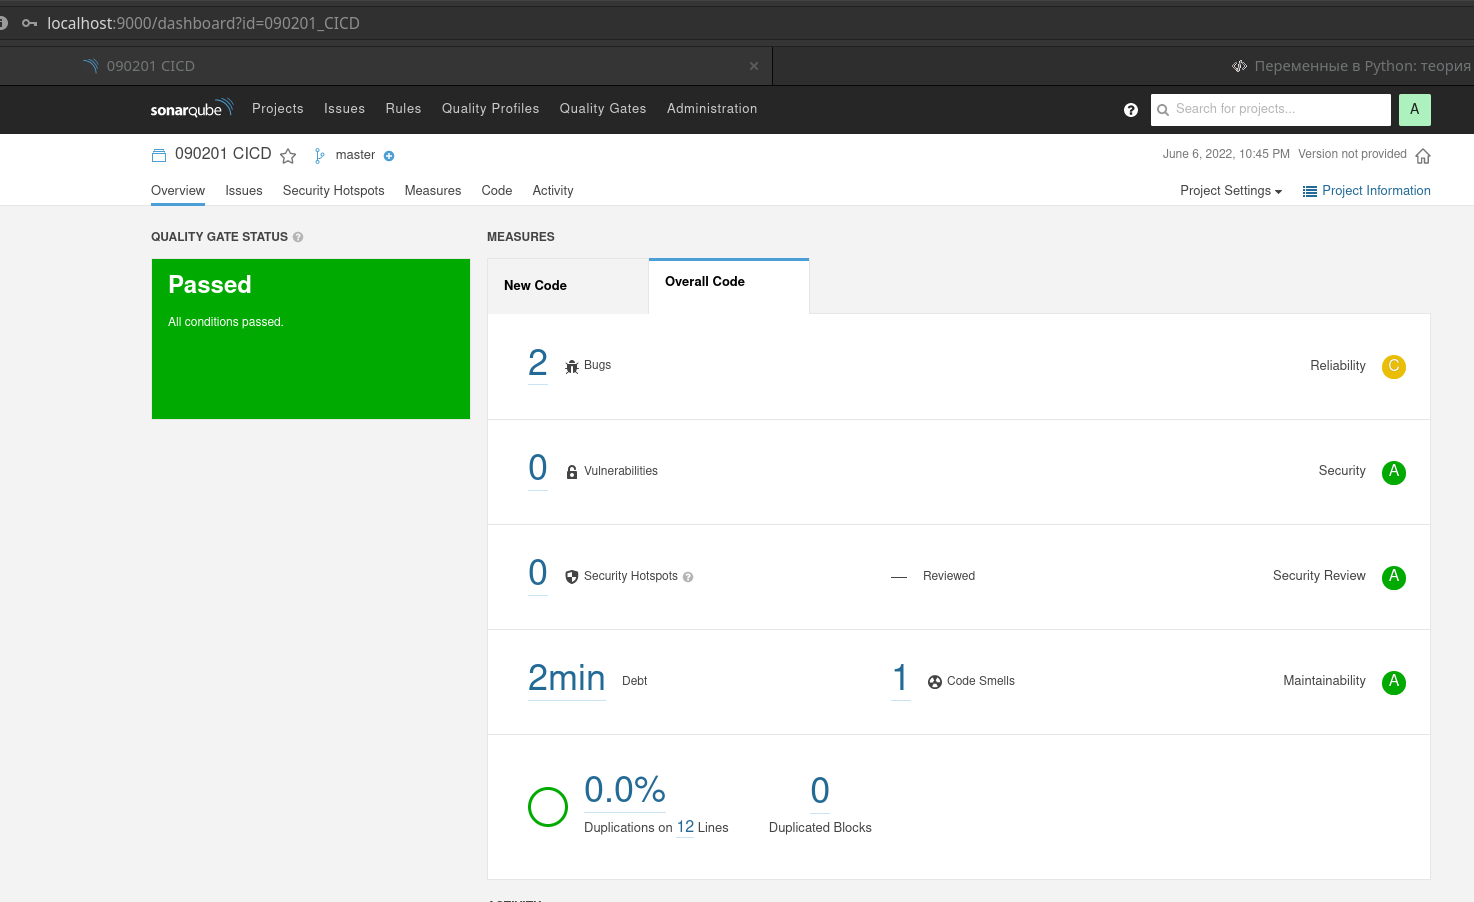 localhost:9000/dashboard?id=090201_CICD
090201 CICD
Переменные в Python: теория
sonarqube Projects Issues Rules Quality Profiles Quality Gates Administration ? Search for projects... A
090201 CICD master June 6, 2022, 10:45 PM Version not provided
Overview Issues Security Hotspots Measures Code Activity Project Settings Project Information
QUALITY GATE STATUS ? MEASURES
Passed
All conditions passed.
New Code Overall Code
2 Bugs Reliability C
0 Vulnerabilities Security A
0 Security Hotspots ? — Reviewed Security Review A
2min Debt 1 Code Smells Maintainability A
0.0% 0
Duplications on 12 Lines Duplicated Blocks